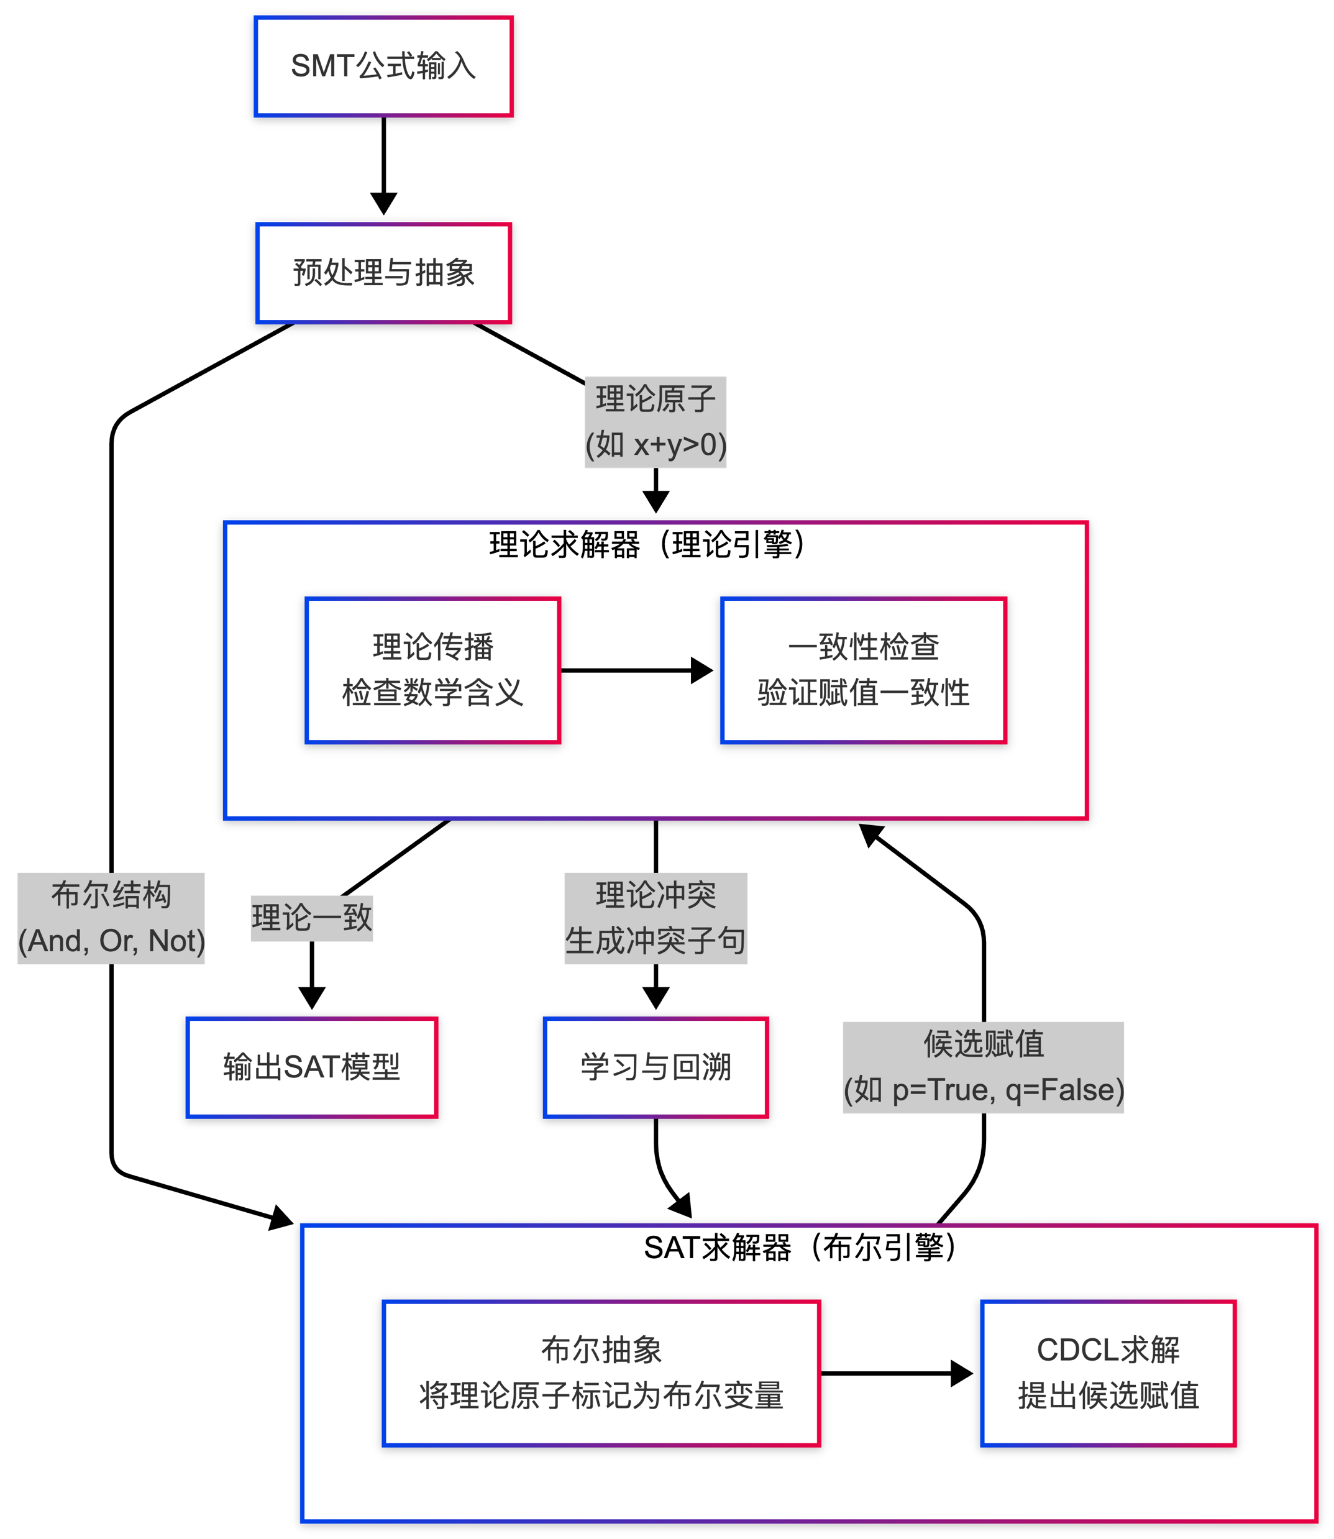 SMT公式输入
预处理与抽象
理论原子
(如 x+y>0)
理论求解器（理论引擎）
理论传播
检查数学含义
一致性检查
验证赋值一致性
布尔结构
(And, Or, Not)
理论一致
理论冲突
生成冲突子句
输出SAT模型
学习与回溯
候选赋值
(如 p=True, q=False)
SAT求解器（布尔引擎）
布尔抽象
将理论原子标记为布尔变量
CDCL求解
提出候选赋值